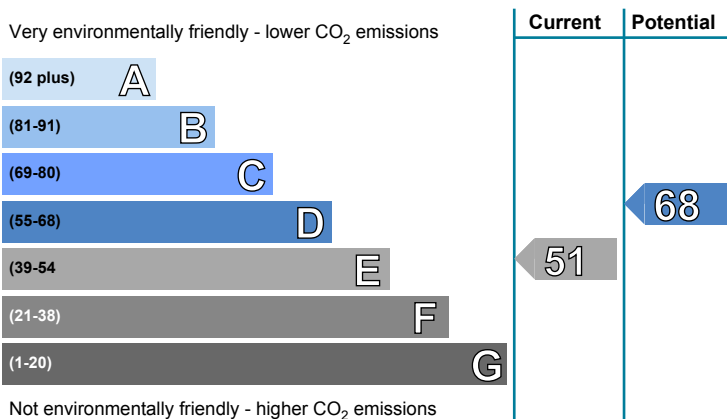 Current Potential
Very environmentally friendly - lower CO2 emissions
(92 plus) A
(81-91) B
(69-80) C
(55-68) D 68
(39-54 E 51
(21-38) F
(1-20) G
Not environmentally friendly - higher CO2 emissions